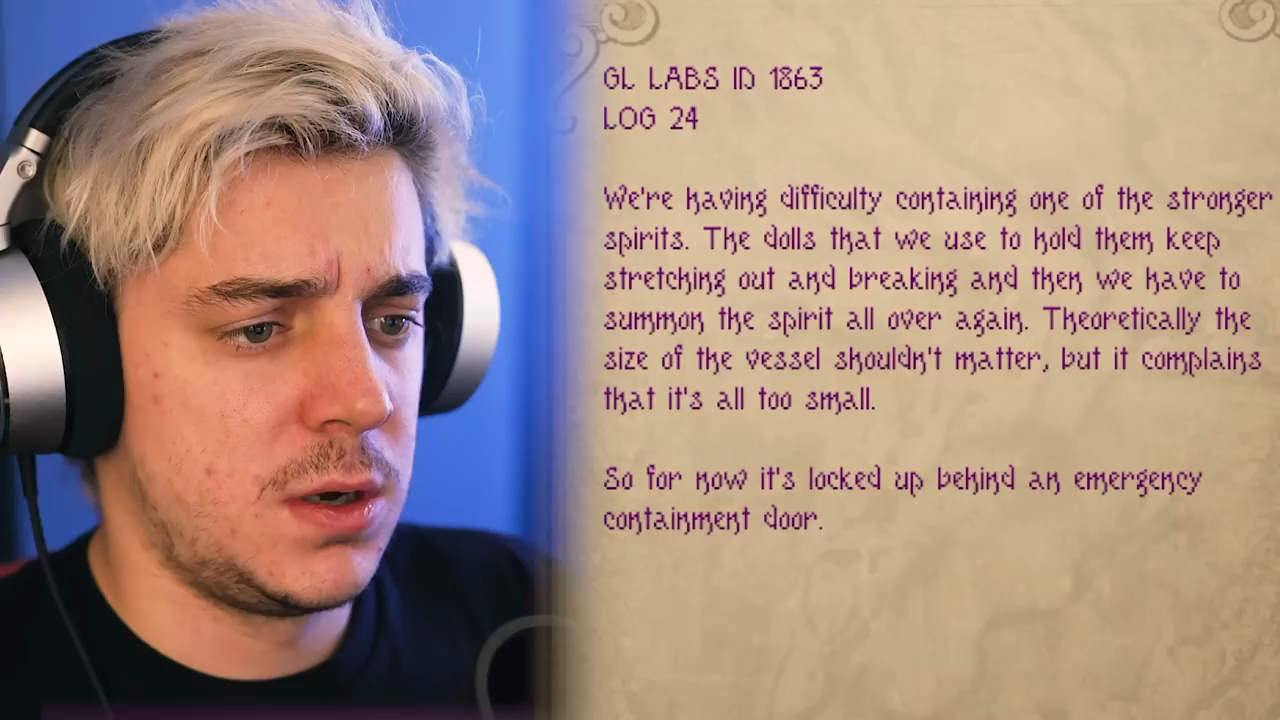 GL LABS ID 1863
LOG 24
We're having difficulty containing one of the stronger
spirits. The dolls that we use to hold them keep
stretching out and breaking and then we have to
summon the spirit all over again. Theoretically the
size of the vessel shouldn't matter, but it complains
that it's all too small.
So for now it's locked up behind an emergency
containment door.